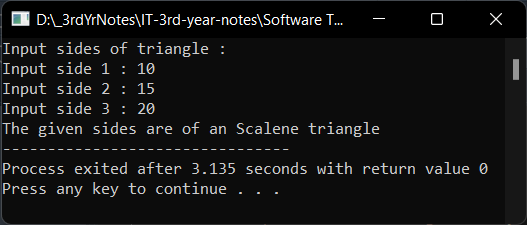 D:\_3rdYrNotes\IT-3rd-year-notes\Software T...
Input sides of triangle :
Input side 1 : 10
Input side 2 : 15
Input side 3 : 20
The given sides are of an Scalene triangle
--------------------------------
Process exited after 3.135 seconds with return value 0
Press any key to continue . . .